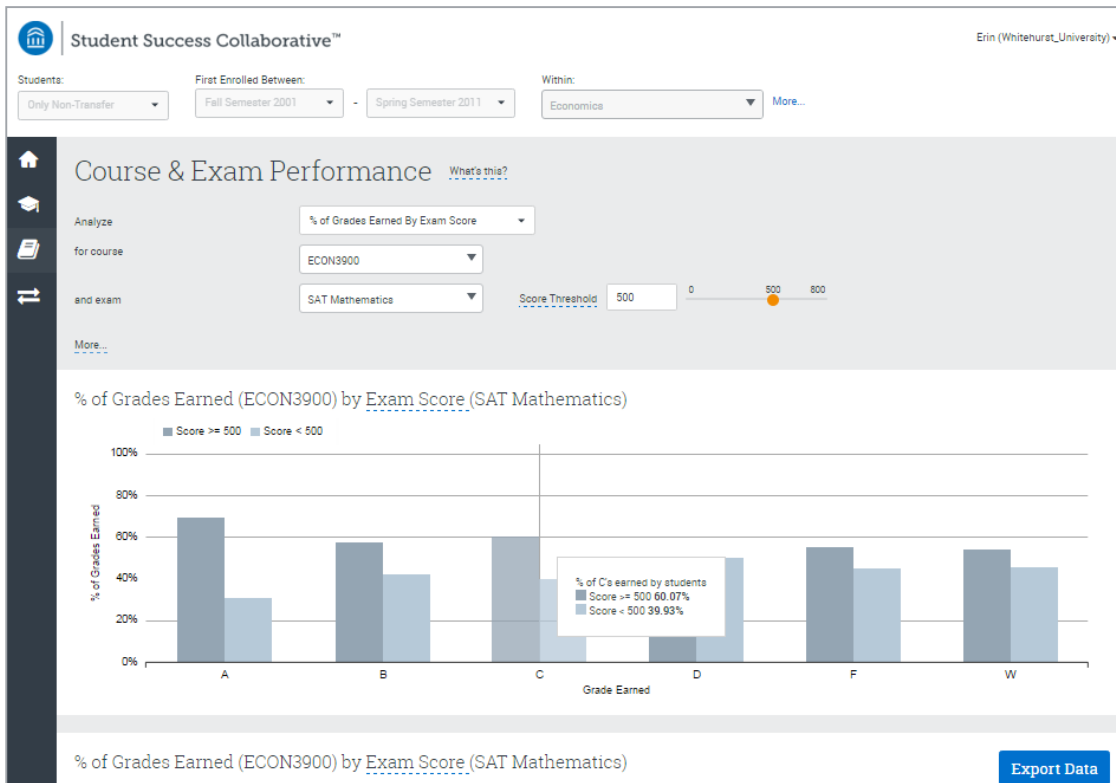 Student Success Collaborative™
Erin (Whitehurst_University)
Students: First Enrolled Between: Within:
Only Non-Transfer Fall Semester 2001 - Spring Semester 2011 Economics More...
Course & Exam Performance What's this?
Analyze % of Grades Earned By Exam Score
for course ECON3900
and exam SAT Mathematics Score Threshold 500 0 500 800
More...
% of Grades Earned (ECON3900) by Exam Score (SAT Mathematics)
Score >= 500 Score < 500
100%
80%
60%
40%
20%
0%
% of Grades Earned
% of C's earned by students
Score >= 500 60.07%
Score < 500 39.93%
A B C D F W
Grade Earned
% of Grades Earned (ECON3900) by Exam Score (SAT Mathematics)
Export Data